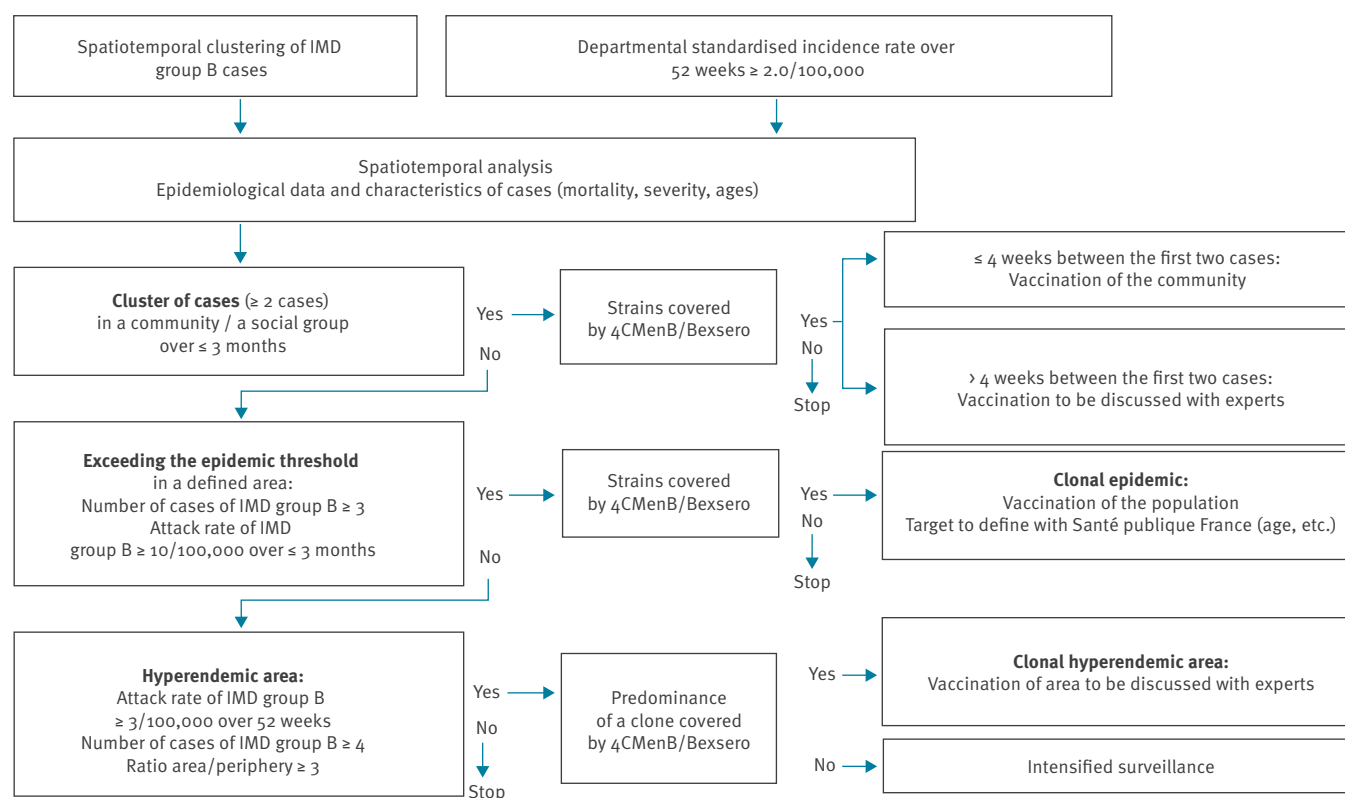 Spatiotemporal clustering of IMD
group B cases
Departmental standardised incidence rate over
52 weeks ≥ 2.0/100,000
Spatiotemporal analysis
Epidemiological data and characteristics of cases (mortality, severity, ages)
Cluster of cases (≥ 2 cases)
in a community / a social group
over ≤ 3 months
Yes
No
Strains covered
by 4CMenB/Bexsero
Yes
No
Stop
≤ 4 weeks between the first two cases:
Vaccination of the community
> 4 weeks between the first two cases:
Vaccination to be discussed with experts
Exceeding the epidemic threshold
in a defined area:
Number of cases of IMD group B ≥ 3
Attack rate of IMD
group B ≥ 10/100,000 over ≤ 3 months
Yes
No
Strains covered
by 4CMenB/Bexsero
Yes
No
Stop
Clonal epidemic:
Vaccination of the population
Target to define with Santé publique France (age, etc.)
Hyperendemic area:
Attack rate of IMD group B
≥ 3/100,000 over 52 weeks
Number of cases of IMD group B ≥ 4
Ratio area/periphery ≥ 3
Yes
No
Stop
Predominance
of a clone covered
by 4CMenB/Bexsero
Yes
Clonal hyperendemic area:
Vaccination of area to be discussed with experts
No
Intensified surveillance